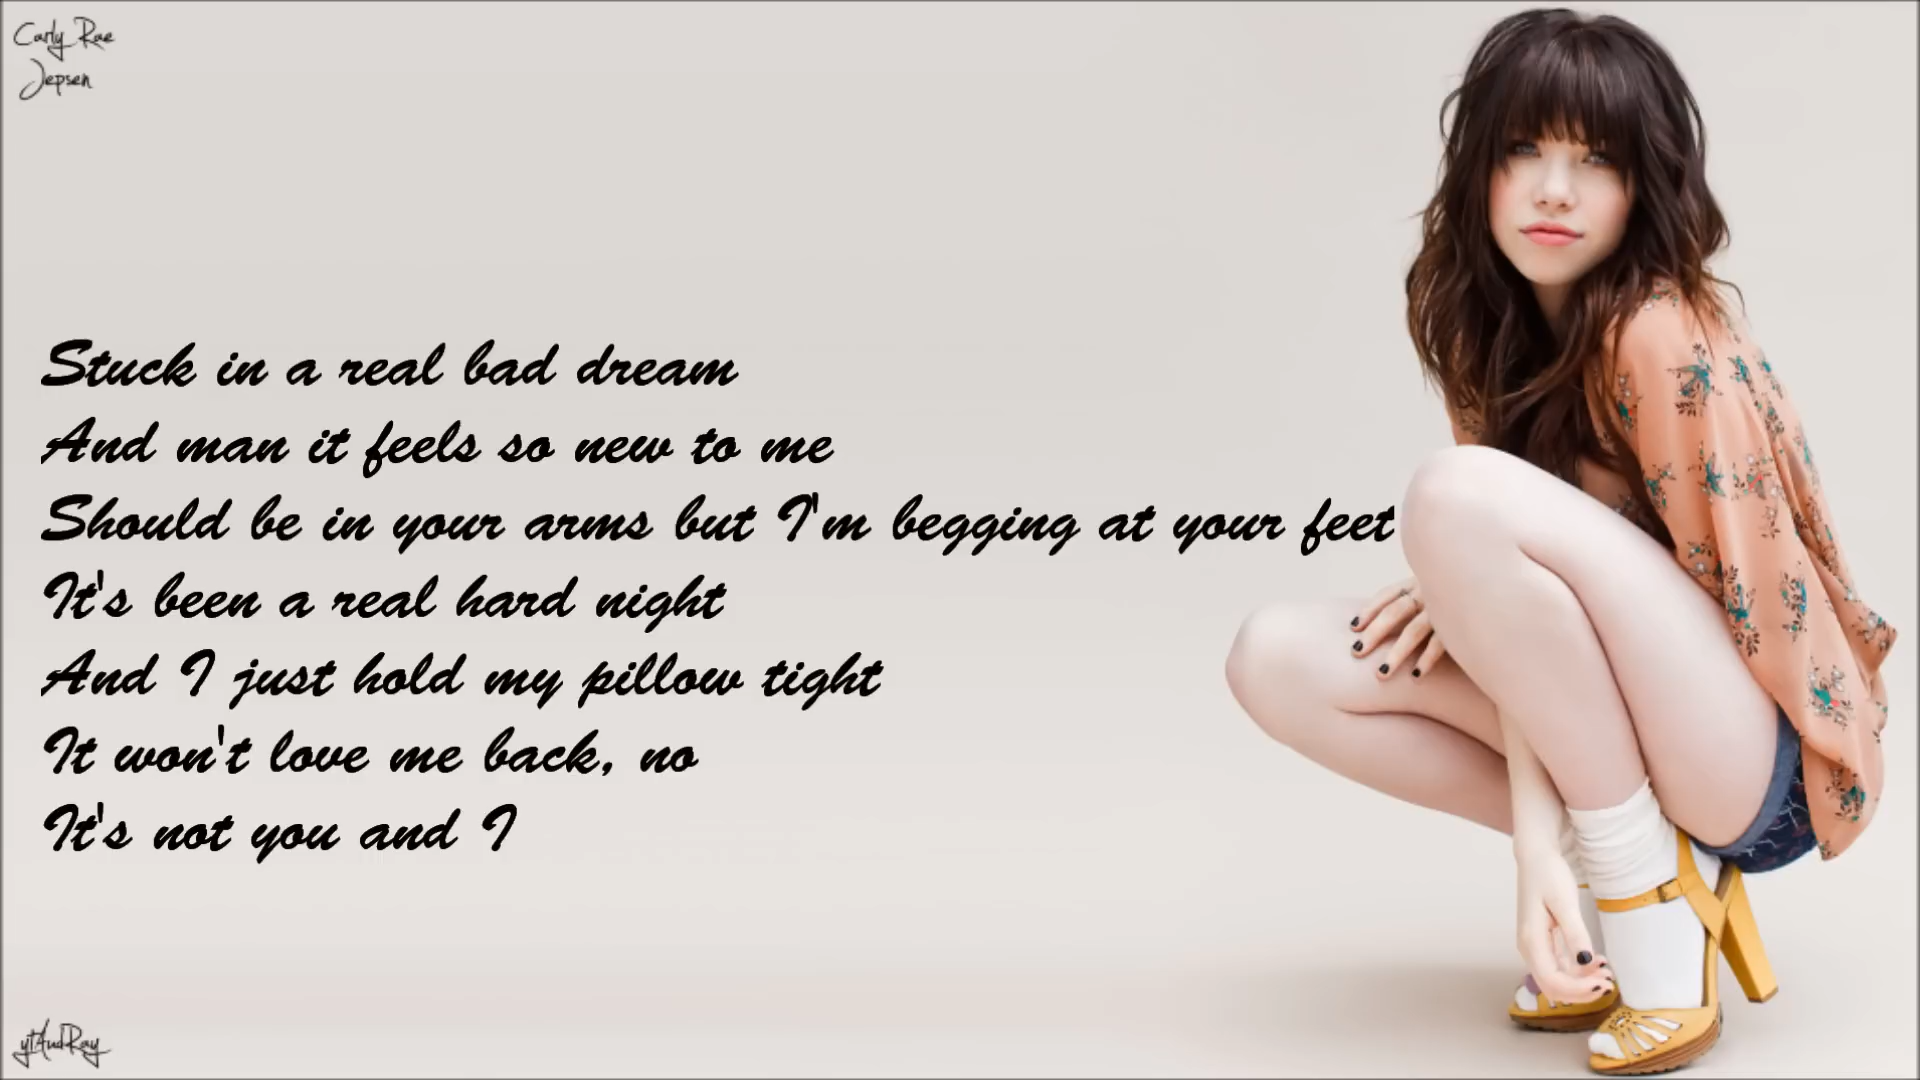 Carly Rae
Jepsen
Stuck in a real bad dream
And man it feels so new to me
Should be in your arms but I'm begging at your feet
It's been a real hard night
And I just hold my pillow tight
It won't love me back, no
It's not you and I
ytAudRay